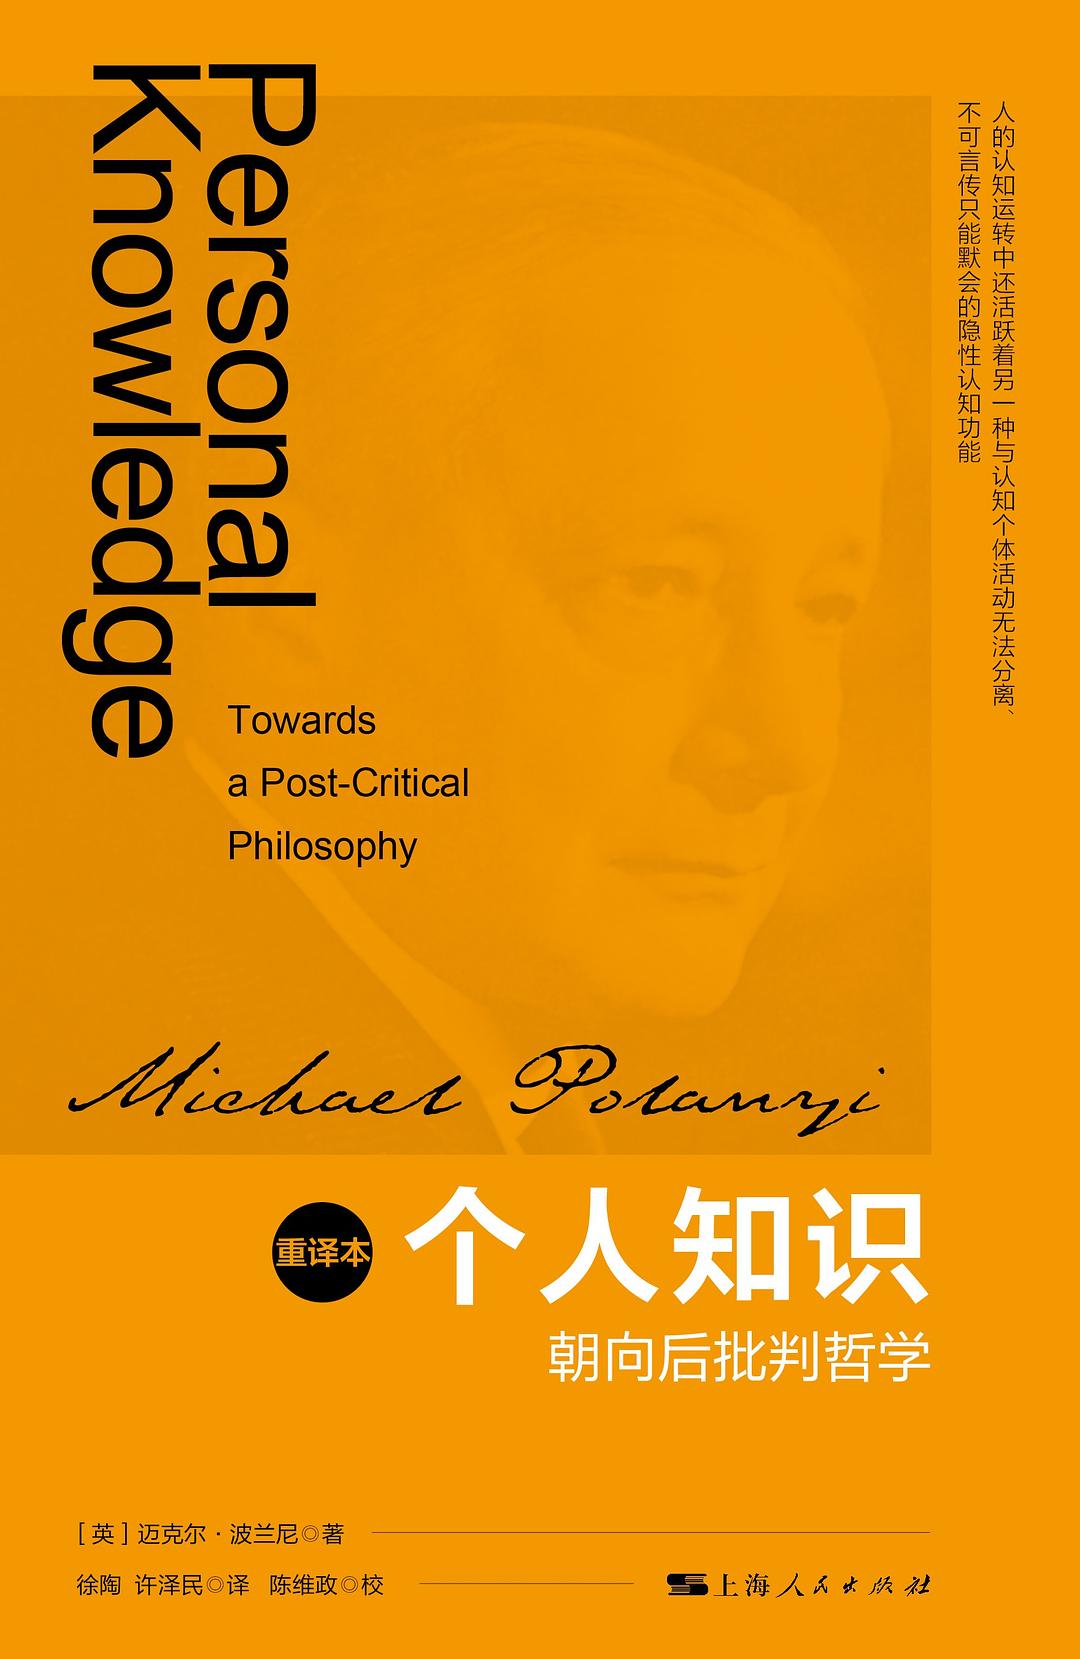 Personal
Knowledge
人的认知运转中还活跃着另一种与认知个体活动无法分离、
不可言传只能默会的隐性认知功能
Towards
a Post-Critical
Philosophy
Michael Polanyi
重译本
个人知识
朝向后批判哲学
［英］迈克尔·波兰尼◎著
徐陶 许泽民◎译 陈维政◎校
上海人民出版社